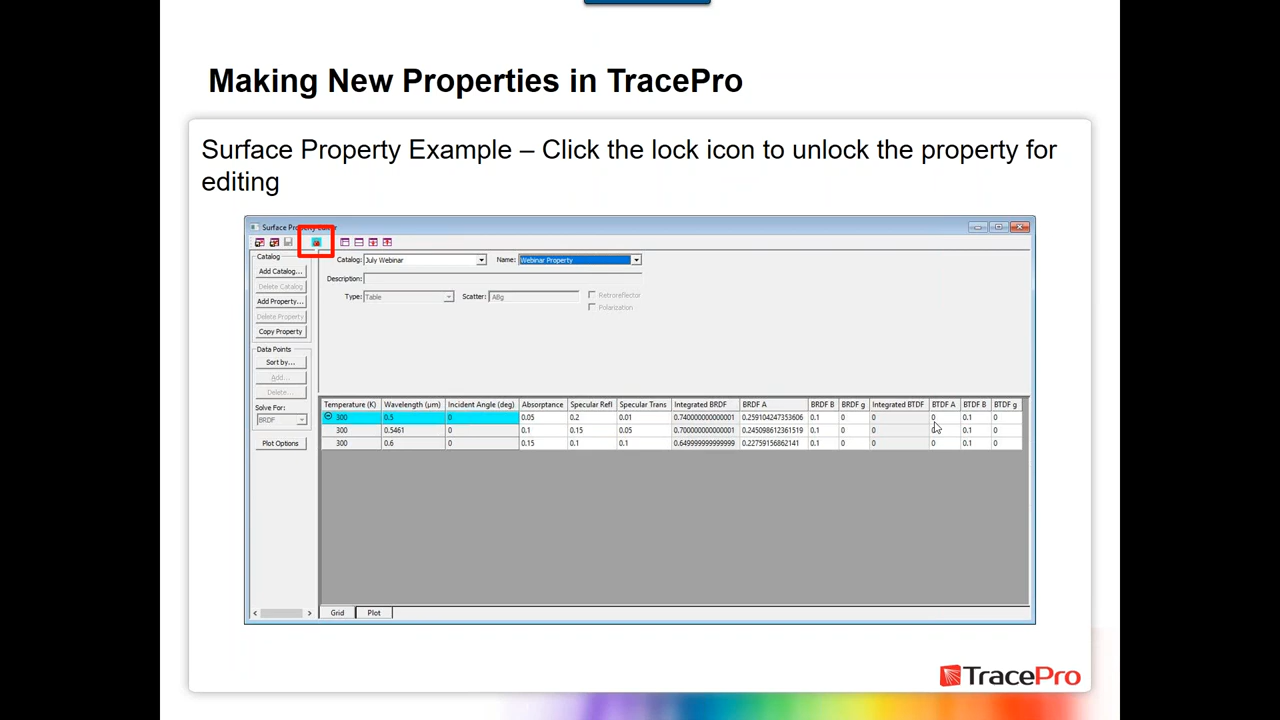 Making New Properties in TracePro
Surface Property Example – Click the lock icon to unlock the property for
editing
Surface Property Editor
Catalog
Catalog: July Webinar Name: Webinar Property
Add Catalog...
Description:
Delete Catalog
Type: Table Scatter: ABg Retroreflector
Add Property...
Polarization
Delete Property
Copy Property
Data Points
Sort by...
Add...
Delete...
Solve For:
BRDF
Plot Options
Temperature (K) Wavelength (µm) Incident Angle (deg) Absorptance Specular Refl Specular Trans Integrated BRDF BRDF A BRDF B BRDF g Integrated BTDF BTDF A BTDF B BTDF g
300 0.5 0 0.05 0.2 0.01 0.740000000000001 0.259104247353606 0.1 0 0 0 0.1 0
300 0.5461 0 0.1 0.15 0.05 0.700000000000001 0.245098612361519 0.1 0 0 0 0.1 0
300 0.6 0 0.15 0.1 0.1 0.649999999999999 0.22759156862141 0.1 0 0 0 0.1 0
Grid Plot
TracePro